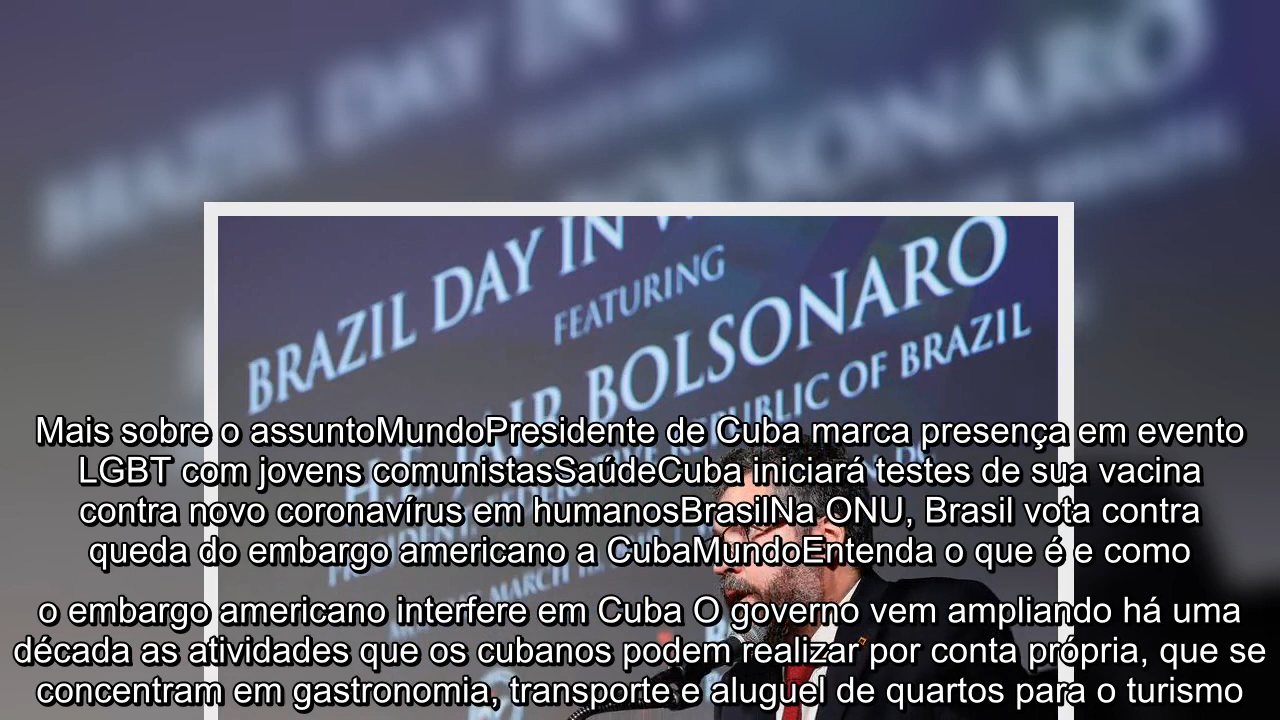 BRAZIL DAY IN
FEATURING
BOLSONARO
REPUBLIC OF BRAZIL
Mais sobre o assuntoMundoPresidente de Cuba marca presença em evento
LGBT com jovens comunistasSaúdeCuba iniciará testes de sua vacina
contra novo coronavírus em humanosBrasilNa ONU, Brasil vota contra
queda do embargo americano a CubaMundoEntenda o que é e como
o embargo americano interfere em Cuba O governo vem ampliando há uma
década as atividades que os cubanos podem realizar por conta própria, que se
concentram em gastronomia, transporte e aluguel de quartos para o turismo